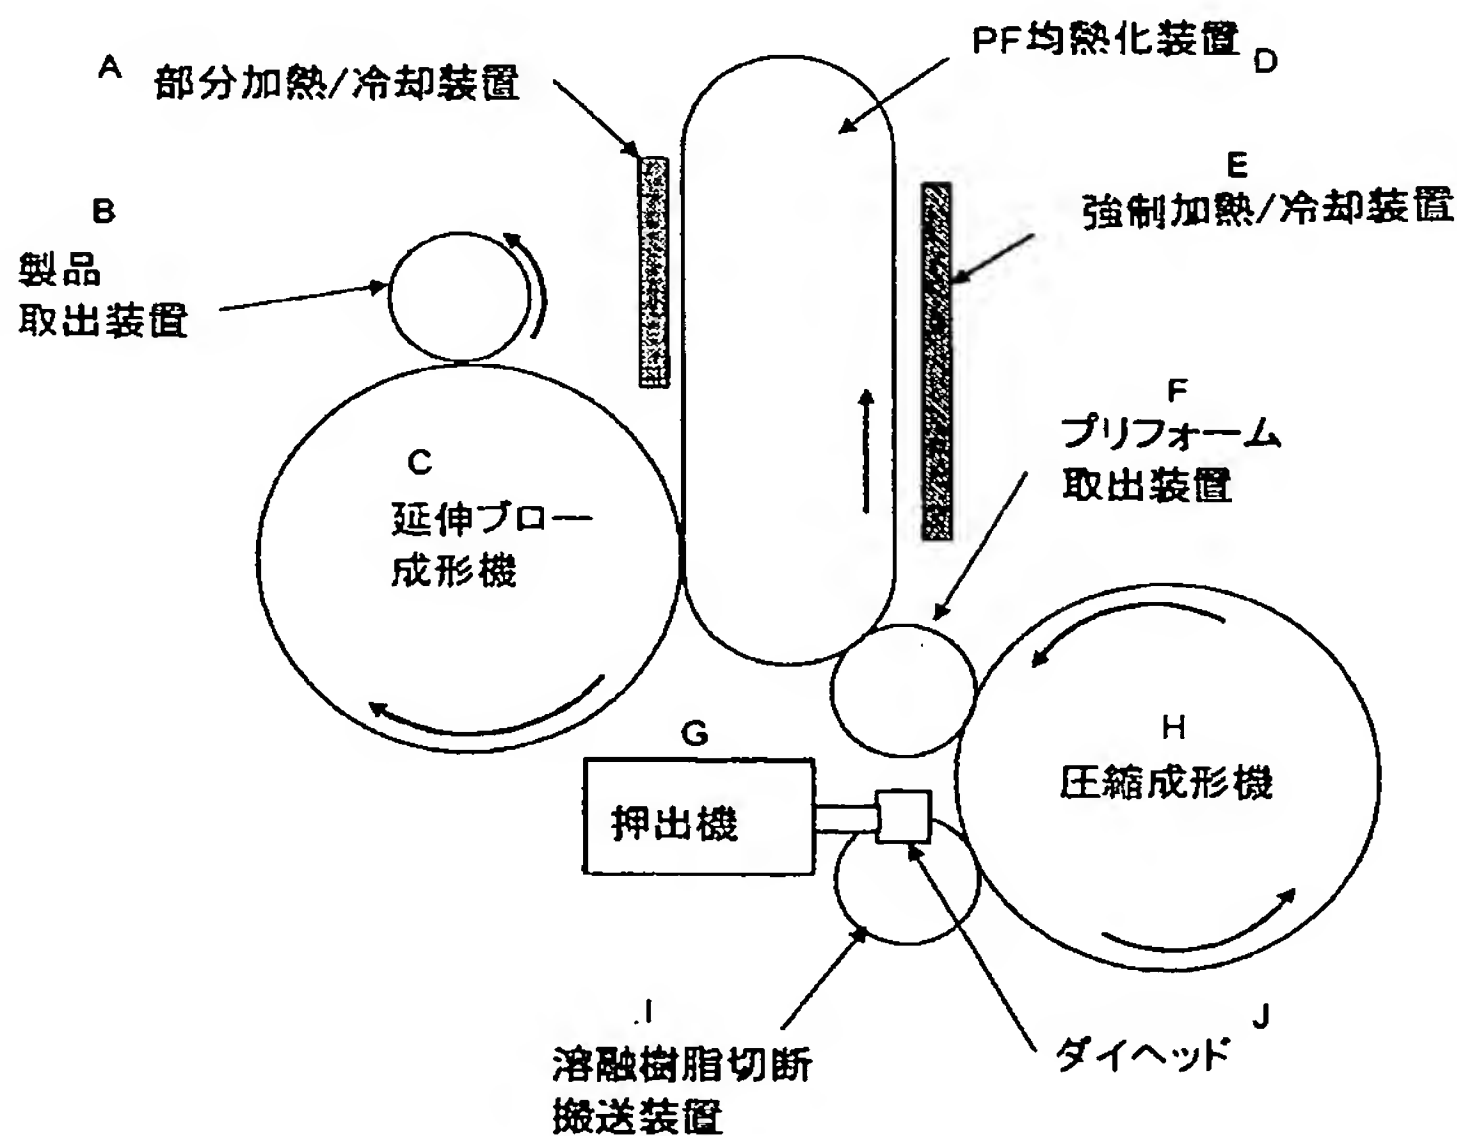 PF均熱化装置 D
A 部分加熱/冷却装置
E
強制加熱/冷却装置
B
製品
取出装置
F
プリフォーム
取出装置
C
延伸ブロー
成形機
G
押出機
H
圧縮成形機
I
溶融樹脂切断
搬送装置
J
ダイヘッド